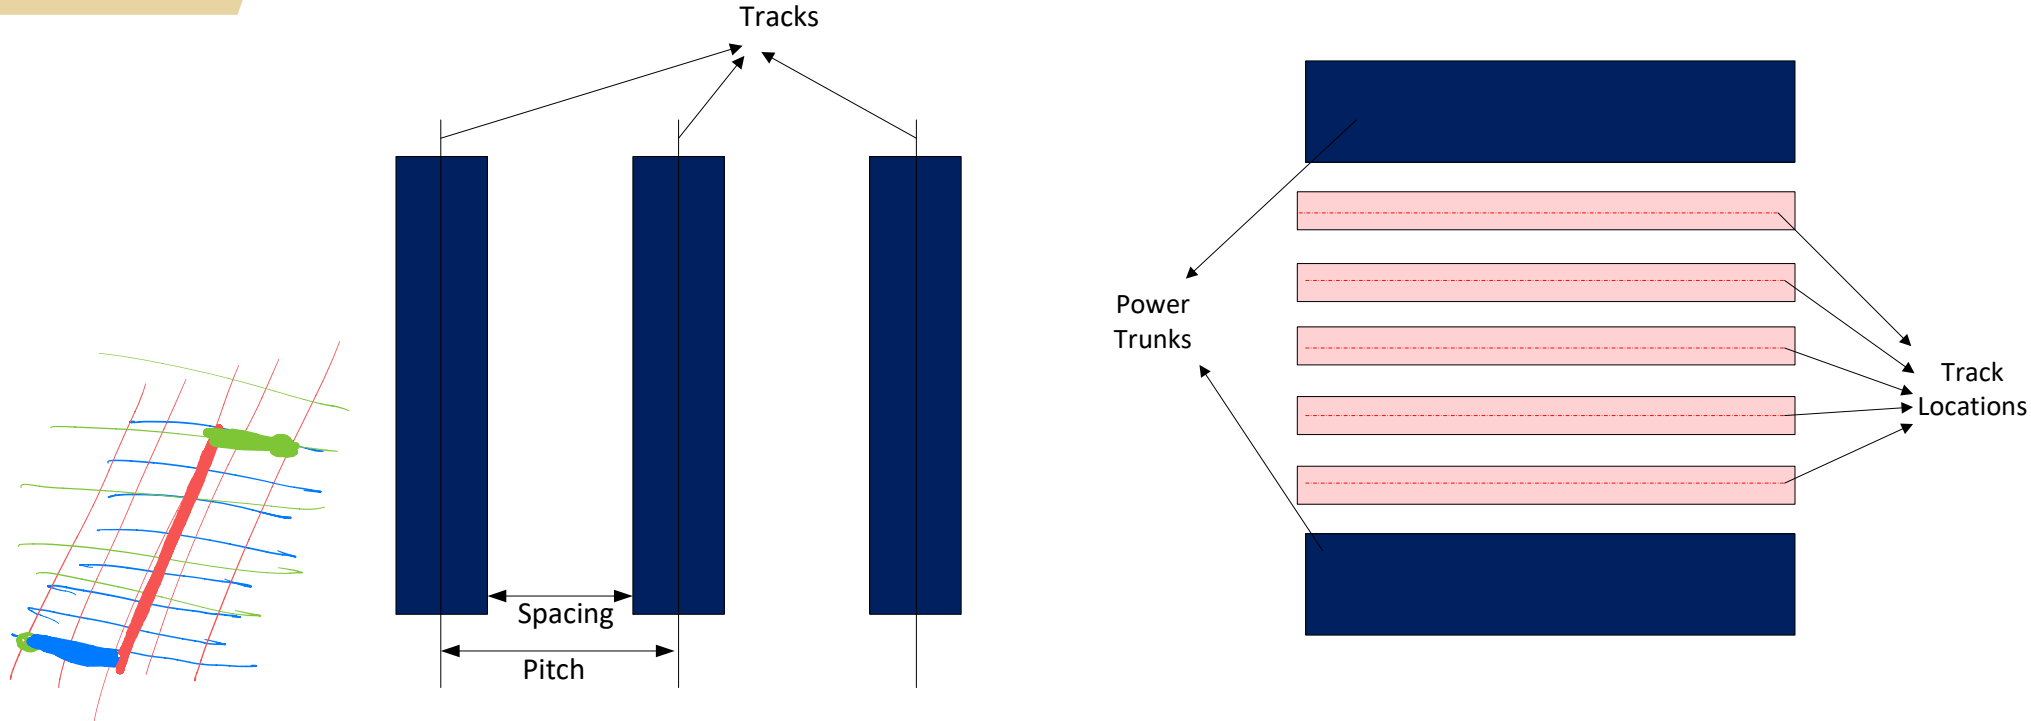 Tracks
Spacing
Pitch
Power
Trunks
Track
Locations